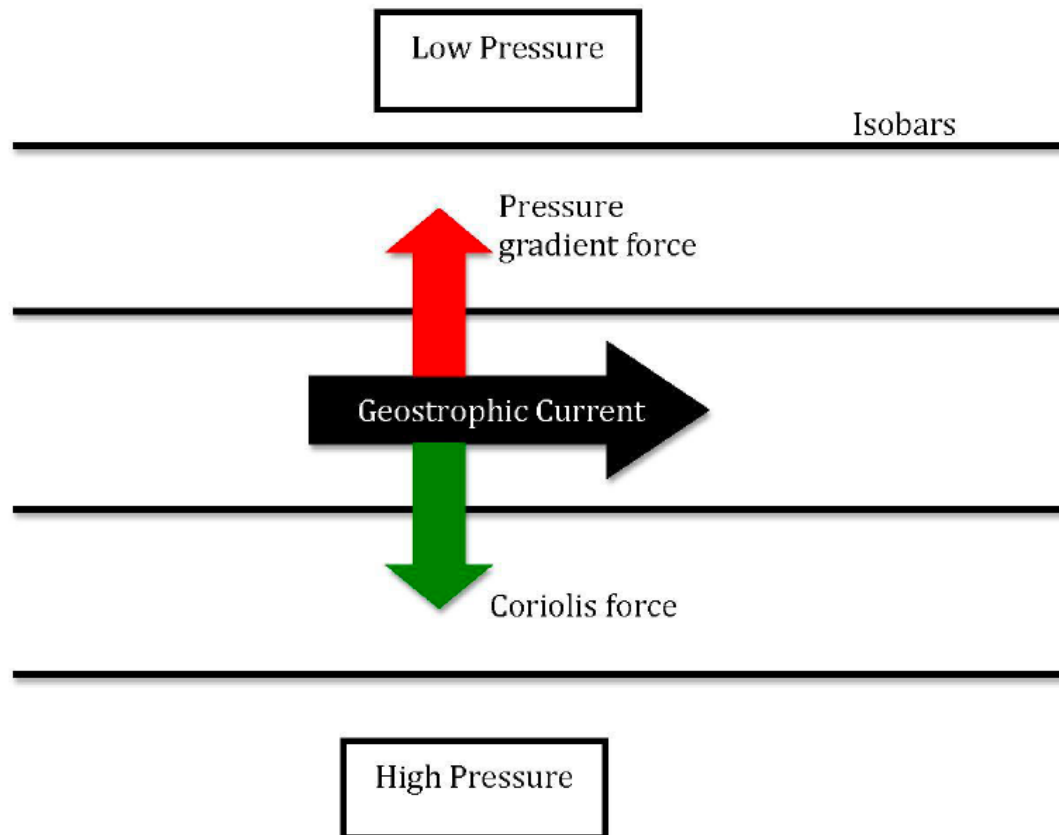 Low Pressure
Isobars
Pressure
gradient force
Geostrophic Current
Coriolis force
High Pressure